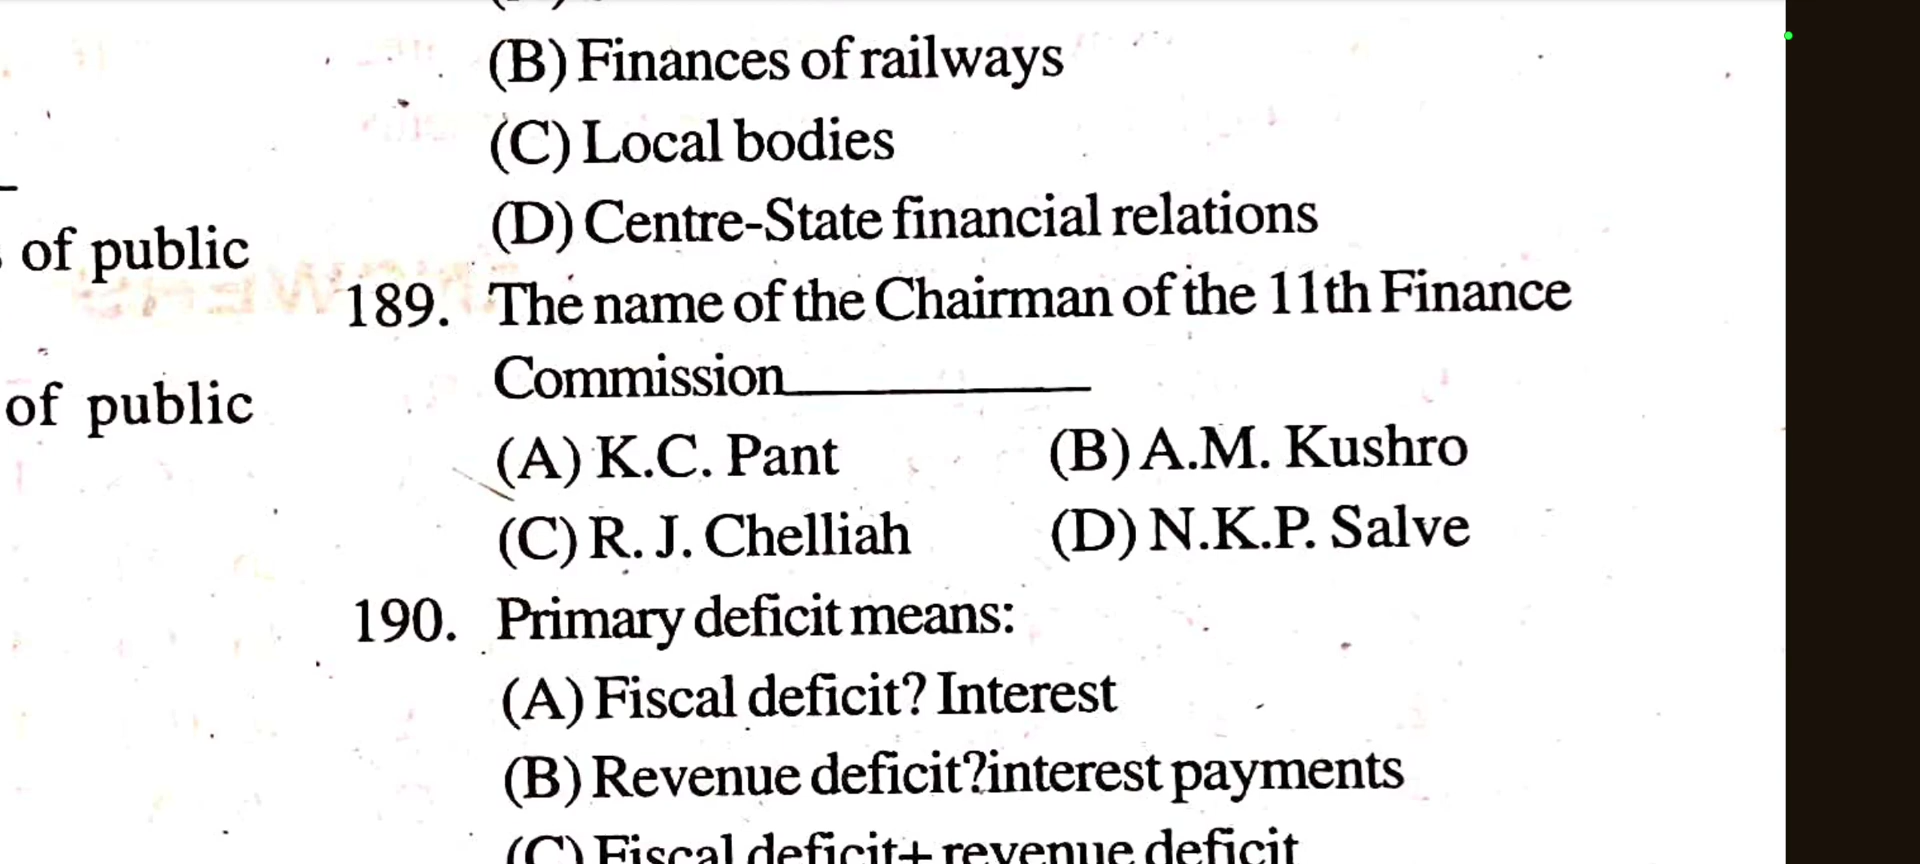 of public
of public
(B) Finances of railways
(C) Local bodies
(D) Centre-State financial relations
189. The name of the Chairman of the 11th Finance
Commission__________
(A) K.C. Pant (B) A.M. Kushro
(C) R. J. Chelliah (D) N.K.P. Salve
190. Primary deficit means:
(A) Fiscal deficit? Interest
(B) Revenue deficit?interest payments
(C) Fiscal deficit+ revenue deficit